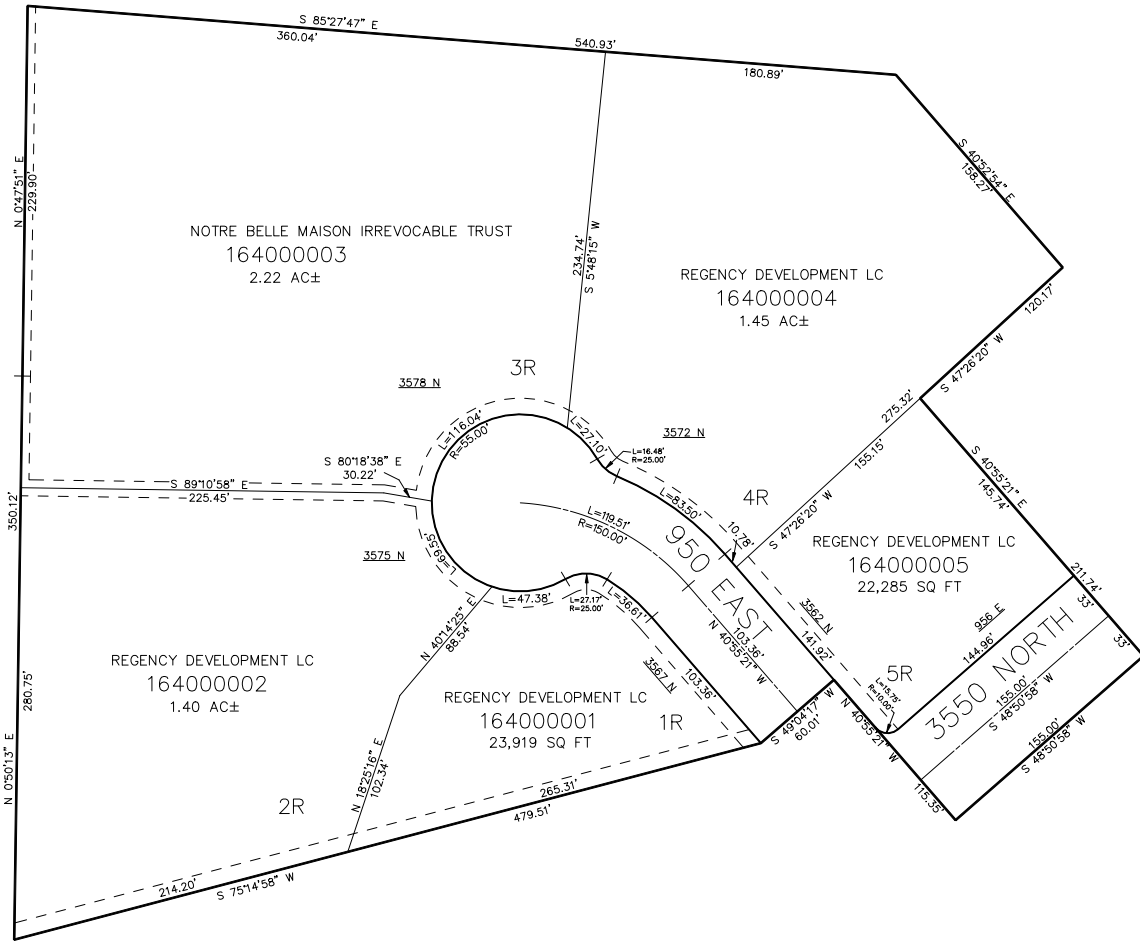 S 85°27'47" E
360.04'
540.93'
180.89'
S 40°52'54" E
158.27'
N 0°47'51" E
229.90'
NOTRE BELLE MAISON IRREVOCABLE TRUST
164000003
2.22 AC±
234.74'
S 5°48'15" W
REGENCY DEVELOPMENT LC
164000004
1.45 AC±
120.17'
S 47°26'20" W
275.32'
3R
3578 N
L=116.04'
R=55.00'
L=27.10'
L=16.48'
R=25.00'
3572 N
155.15'
S 47°26'20" W
S 40°55'21" E
145.74'
S 80°18'38" E
30.22'
S 89°10'58" E
225.45'
350.12'
L=83.50'
4R
10.78'
L=119.51'
R=150.00'
950 EAST
REGENCY DEVELOPMENT LC
164000005
22,285 SQ FT
3575 N
L=69.55'
L=47.38'
L=27.17'
R=25.00'
L=36.61'
211.74'
33'
33'
3562 N
141.92'
956 E
144.96'
N 40°14'25" E
88.54'
103.36'
N 40°55'21" W
3567 N
103.36'
REGENCY DEVELOPMENT LC
164000002
1.40 AC±
280.75'
N 0°50'13" E
REGENCY DEVELOPMENT LC
164000001
23,919 SQ FT
1R
S 49°04'17" W
60.01'
5R
L=15.75'
R=10.00'
3550 NORTH
155.00'
S 48°50'58" W
155.00'
S 48°50'58" W
N 40°55'21" W
115.35'
N 18°25'16" E
102.34'
2R
265.31'
479.51'
214.20'
S 75°14'58" W